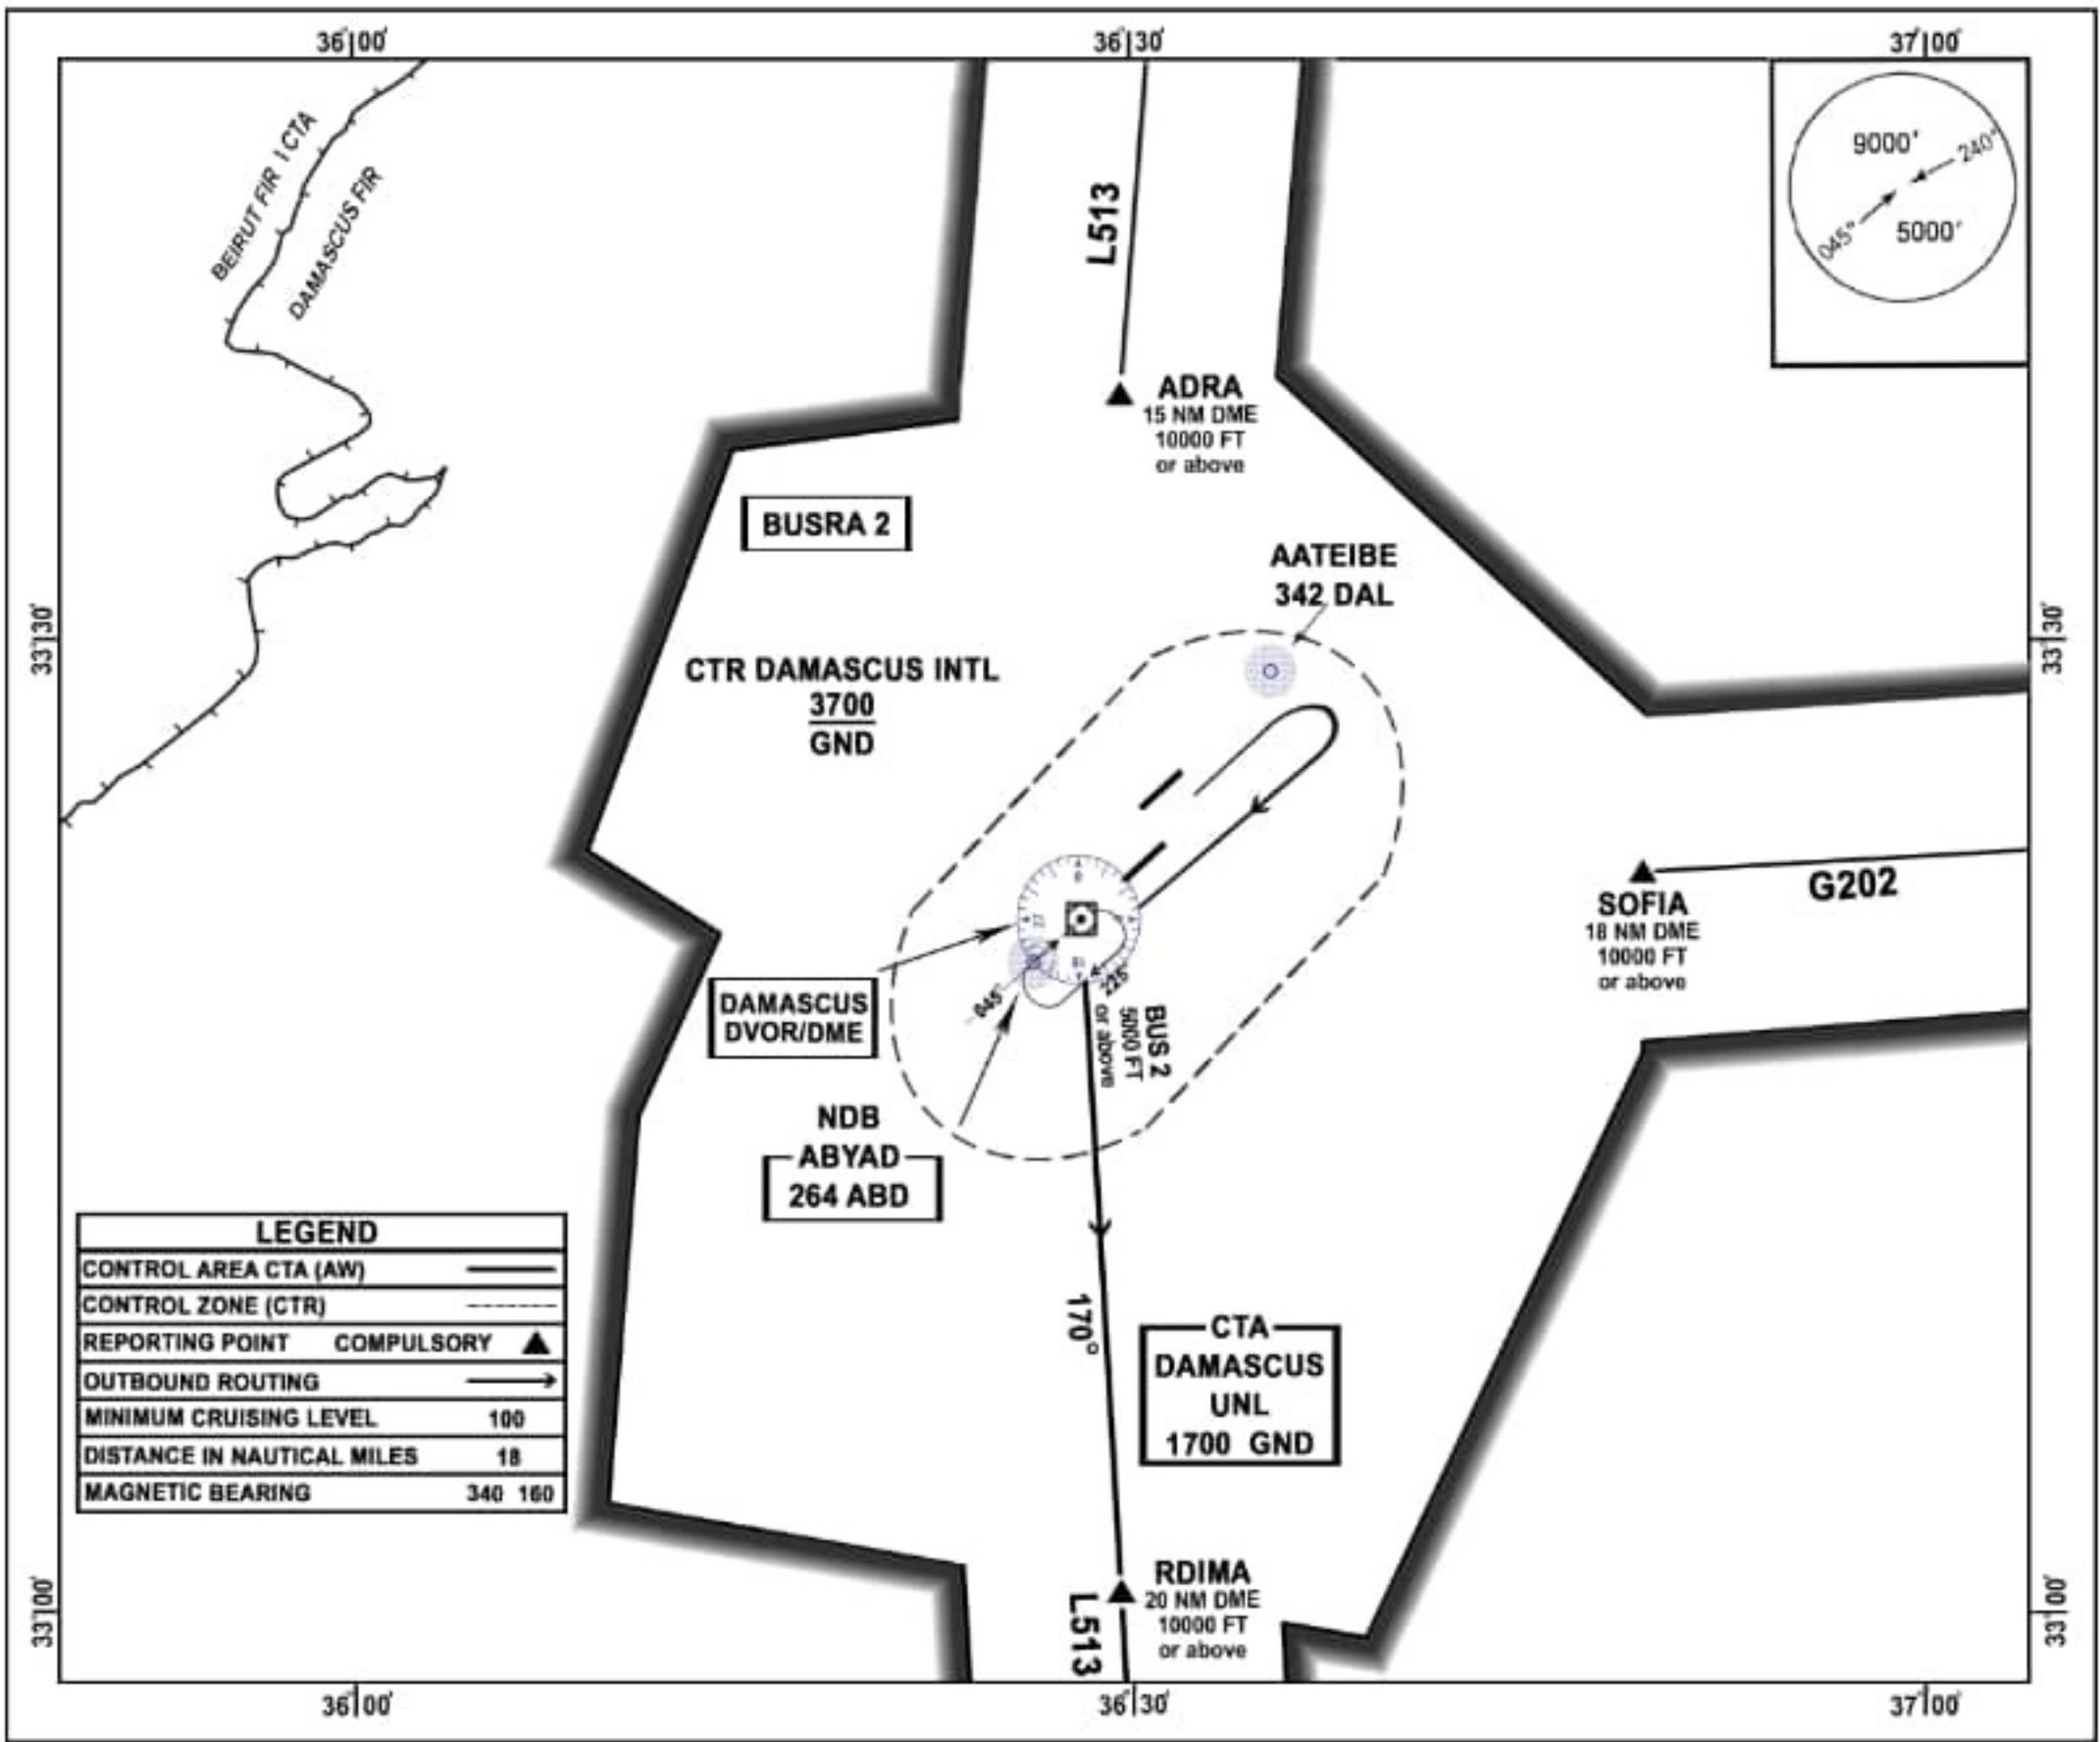 36°00'
36°30'
37°00'
BEIRUT FIR \ CTA
DAMASCUS FIR
L513
9000'
240°
045°
5000'
ADRA
15 NM DME
10000 FT
or above
BUSRA 2
AATEIBE
342 DAL
33°30'
33°30'
CTR DAMASCUS INTL
3700
GND
SOFIA
18 NM DME
10000 FT
or above
G202
DAMASCUS
DVOR/DME
045°
225°
BUS 2
5000 FT
or above
NDB
ABYAD
264 ABD
170°
CTA
DAMASCUS
UNL
1700 GND
LEGEND
CONTROL AREA CTA (AW)
CONTROL ZONE (CTR)
REPORTING POINT COMPULSORY
OUTBOUND ROUTING
MINIMUM CRUISING LEVEL 100
DISTANCE IN NAUTICAL MILES 18
MAGNETIC BEARING 340 160
RDIMA
20 NM DME
10000 FT
or above
L513
33°00'
33°00'
36°00'
36°30'
37°00'